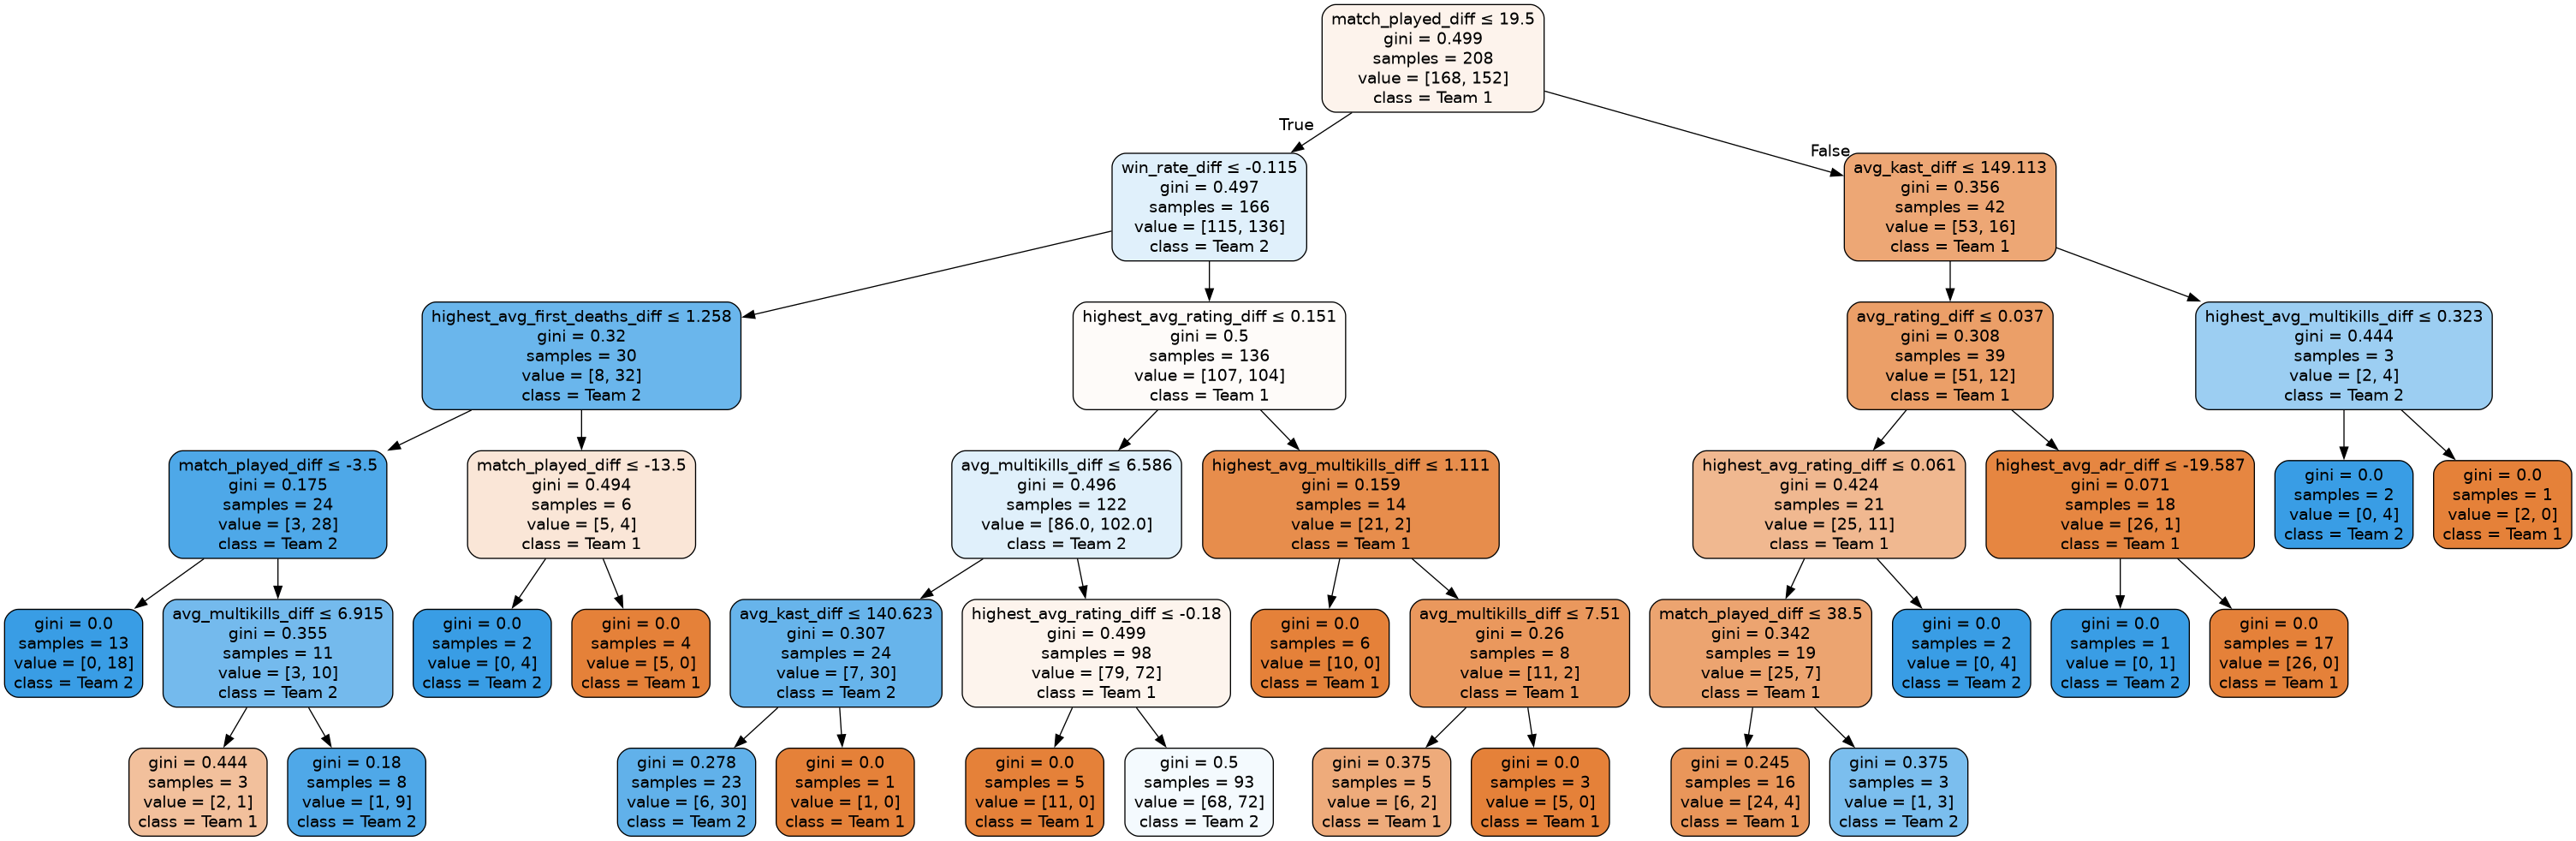 match_played_diff ≤ 19.5
gini = 0.499
samples = 208
value = [168, 152]
class = Team 1
True
False
win_rate_diff ≤ -0.115
gini = 0.497
samples = 166
value = [115, 136]
class = Team 2
avg_kast_diff ≤ 149.113
gini = 0.356
samples = 42
value = [53, 16]
class = Team 1
highest_avg_first_deaths_diff ≤ 1.258
gini = 0.32
samples = 30
value = [8, 32]
class = Team 2
highest_avg_rating_diff ≤ 0.151
gini = 0.5
samples = 136
value = [107, 104]
class = Team 1
avg_rating_diff ≤ 0.037
gini = 0.308
samples = 39
value = [51, 12]
class = Team 1
highest_avg_multikills_diff ≤ 0.323
gini = 0.444
samples = 3
value = [2, 4]
class = Team 2
match_played_diff ≤ -3.5
gini = 0.175
samples = 24
value = [3, 28]
class = Team 2
match_played_diff ≤ -13.5
gini = 0.494
samples = 6
value = [5, 4]
class = Team 1
avg_multikills_diff ≤ 6.586
gini = 0.496
samples = 122
value = [86.0, 102.0]
class = Team 2
highest_avg_multikills_diff ≤ 1.111
gini = 0.159
samples = 14
value = [21, 2]
class = Team 1
highest_avg_rating_diff ≤ 0.061
gini = 0.424
samples = 21
value = [25, 11]
class = Team 1
highest_avg_adr_diff ≤ -19.587
gini = 0.071
samples = 18
value = [26, 1]
class = Team 1
gini = 0.0
samples = 2
value = [0, 4]
class = Team 2
gini = 0.0
samples = 1
value = [2, 0]
class = Team 1
gini = 0.0
samples = 13
value = [0, 18]
class = Team 2
avg_multikills_diff ≤ 6.915
gini = 0.355
samples = 11
value = [3, 10]
class = Team 2
gini = 0.0
samples = 2
value = [0, 4]
class = Team 2
gini = 0.0
samples = 4
value = [5, 0]
class = Team 1
avg_kast_diff ≤ 140.623
gini = 0.307
samples = 24
value = [7, 30]
class = Team 2
highest_avg_rating_diff ≤ -0.18
gini = 0.499
samples = 98
value = [79, 72]
class = Team 1
gini = 0.0
samples = 6
value = [10, 0]
class = Team 1
avg_multikills_diff ≤ 7.51
gini = 0.26
samples = 8
value = [11, 2]
class = Team 1
match_played_diff ≤ 38.5
gini = 0.342
samples = 19
value = [25, 7]
class = Team 1
gini = 0.0
samples = 2
value = [0, 4]
class = Team 2
gini = 0.0
samples = 1
value = [0, 1]
class = Team 2
gini = 0.0
samples = 17
value = [26, 0]
class = Team 1
gini = 0.444
samples = 3
value = [2, 1]
class = Team 1
gini = 0.18
samples = 8
value = [1, 9]
class = Team 2
gini = 0.278
samples = 23
value = [6, 30]
class = Team 2
gini = 0.0
samples = 1
value = [1, 0]
class = Team 1
gini = 0.0
samples = 5
value = [11, 0]
class = Team 1
gini = 0.5
samples = 93
value = [68, 72]
class = Team 2
gini = 0.375
samples = 5
value = [6, 2]
class = Team 1
gini = 0.0
samples = 3
value = [5, 0]
class = Team 1
gini = 0.245
samples = 16
value = [24, 4]
class = Team 1
gini = 0.375
samples = 3
value = [1, 3]
class = Team 2